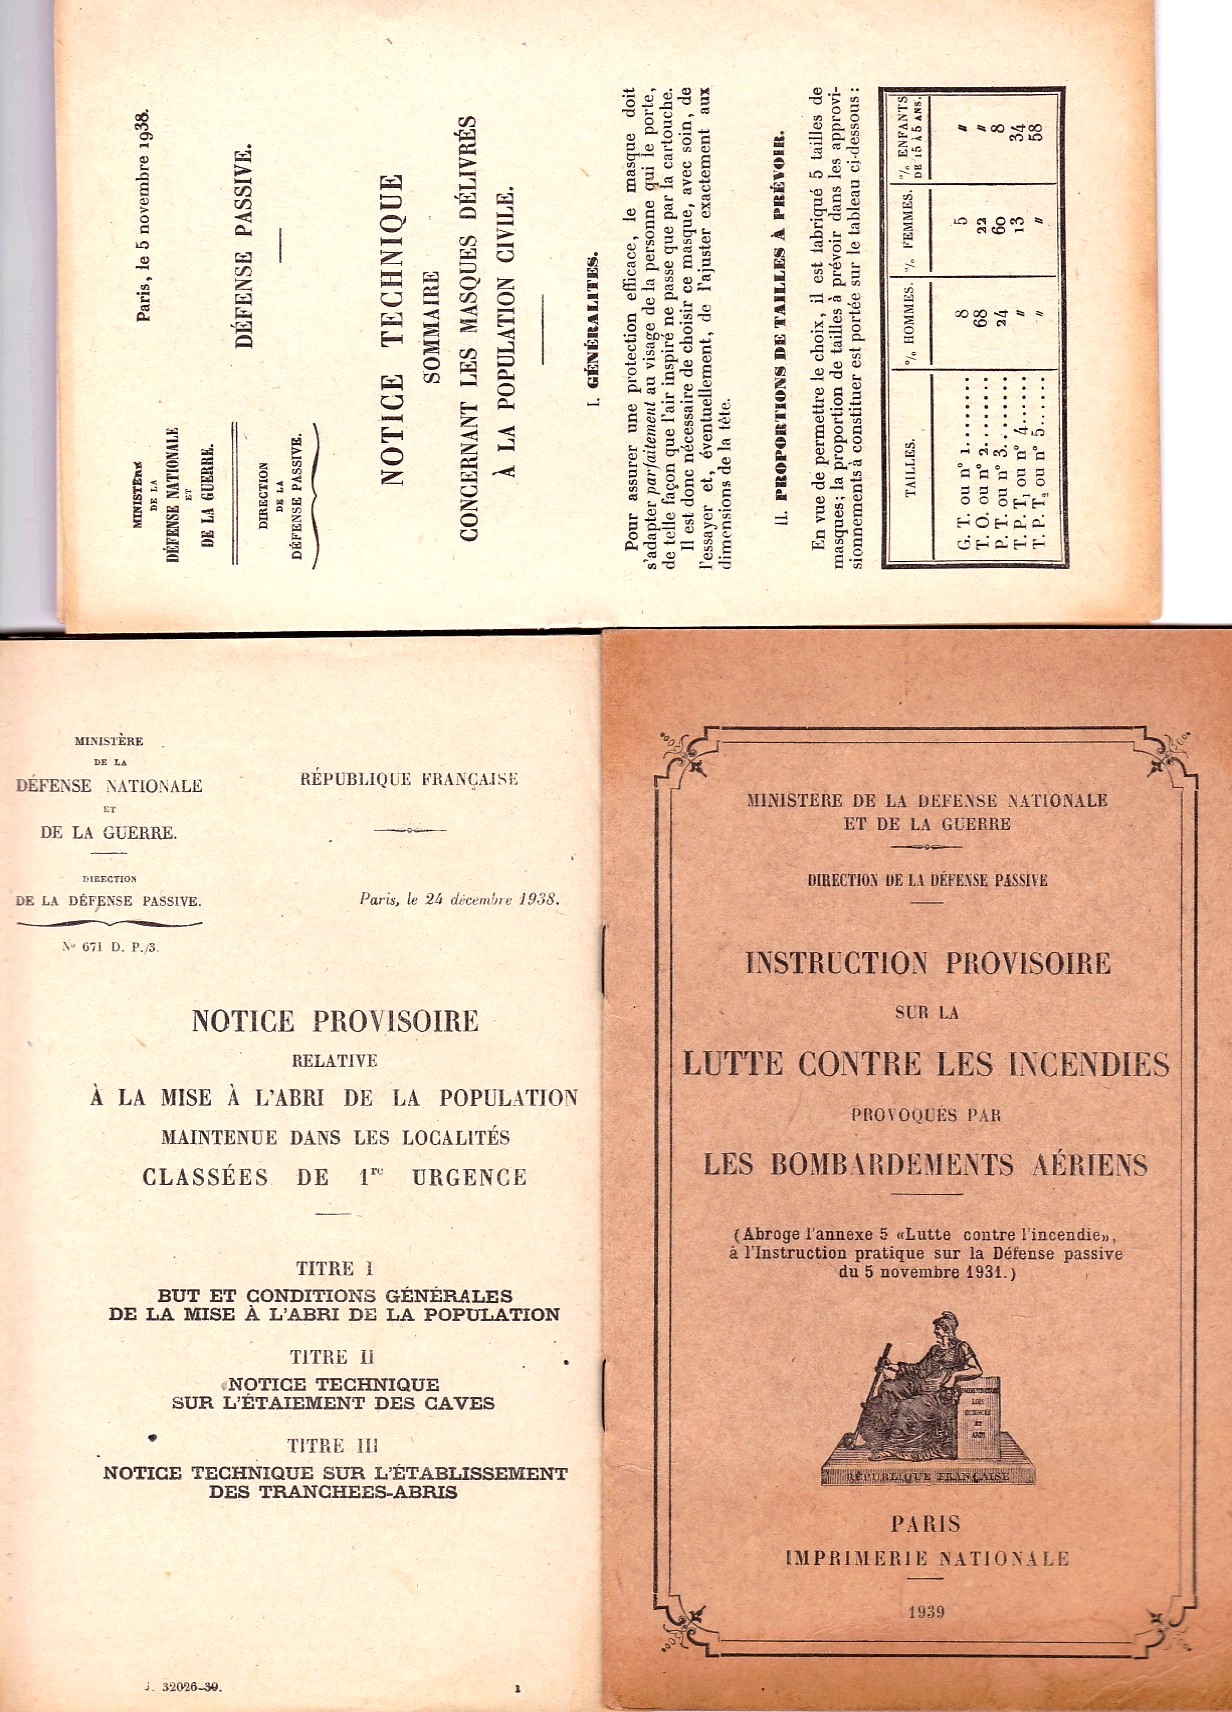 MINISTÈRE
DE LA
DÉFENSE NATIONALE
ET
DE LA GUERRE.
DIRECTION
DE LA
DÉFENSE PASSIVE.
Paris, le 5 novembre 1938.
DÉFENSE PASSIVE.
NOTICE TECHNIQUE
SOMMAIRE
CONCERNANT LES MASQUES DÉLIVRÉS
À LA POPULATION CIVILE.
I. GÉNÉRALITES.
Pour assurer une protection efficace, le masque doit
s'adapter parfaitement au visage de la personne qui le porte,
de telle façon que l'air inspiré ne passe que par la cartouche.
Il est donc nécessaire de choisir ce masque, avec soin, de
l'essayer et, éventuellement, de l'ajuster exactement aux
dimensions de la tête.
II. PROPORTIONS DE TAILLES À PRÉVOIR.
En vue de permettre le choix, il est fabriqué 5 tailles de
masques; la proportion de tailles à prévoir dans les approvi-
sionnements à constituer est portée sur le tableau ci-dessous:
TAILLES. % HOMMES. % FEMMES. % ENFANTS
DE 15 À 5 ANS.
G. T. ou n° 1......... 8 5 "
T. O. ou n° 2......... 68 22 "
P. T. ou n° 3......... 24 60 8
T. P. T₁ ou n° 4...... " 13 34
T. P. T₂ ou n° 5...... " " 58
MINISTÈRE
DE LA
DÉFENSE NATIONALE
ET
DE LA GUERRE.
DIRECTION
DE LA DÉFENSE PASSIVE.
N° 671 D. P./3.
RÉPUBLIQUE FRANÇAISE
Paris, le 24 décembre 1938.
NOTICE PROVISOIRE
RELATIVE
À LA MISE À L'ABRI DE LA POPULATION
MAINTENUE DANS LES LOCALITÉS
CLASSÉES DE 1re URGENCE
TITRE I
BUT ET CONDITIONS GÉNÉRALES
DE LA MISE À L'ABRI DE LA POPULATION
TITRE II
NOTICE TECHNIQUE
SUR L'ÉTAIEMENT DES CAVES
TITRE III
NOTICE TECHNIQUE SUR L'ÉTABLISSEMENT
DES TRANCHEES-ABRIS
J. 32026-39.
1
MINISTERE DE LA DEFENSE NATIONALE
ET DE LA GUERRE
DIRECTION DE LA DÉFENSE PASSIVE
INSTRUCTION PROVISOIRE
SUR LA
LUTTE CONTRE LES INCENDIES
PROVOQUES PAR
LES BOMBARDEMENTS AÉRIENS
(Abroge l'annexe 5 «Lutte contre l'incendie»,
à l'Instruction pratique sur la Défense passive
du 5 novembre 1931.)
LOIS
SCIENCES
ET
ARTS
RÉPUBLIQUE FRANÇAISE
PARIS
IMPRIMERIE NATIONALE
1939